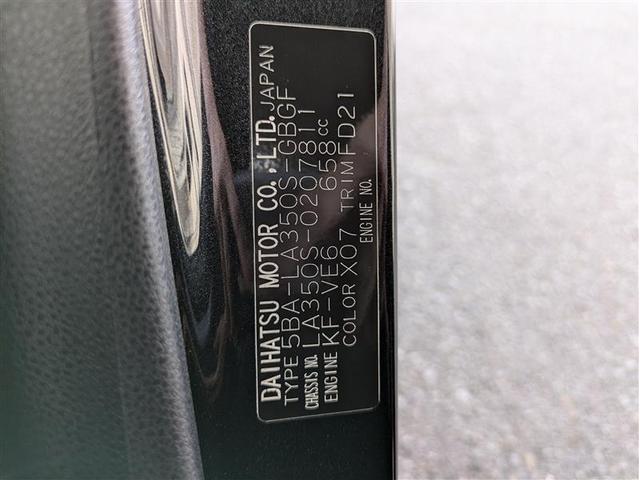 DAIHATSU MOTOR CO., LTD. JAPAN
TYPE 5BA-LA350S-GBGF
CHASSIS NO. LA350S-0207811
ENGINE KF-VE6 658cc
COLOR X07 TRIM FD21
ENGINE NO.